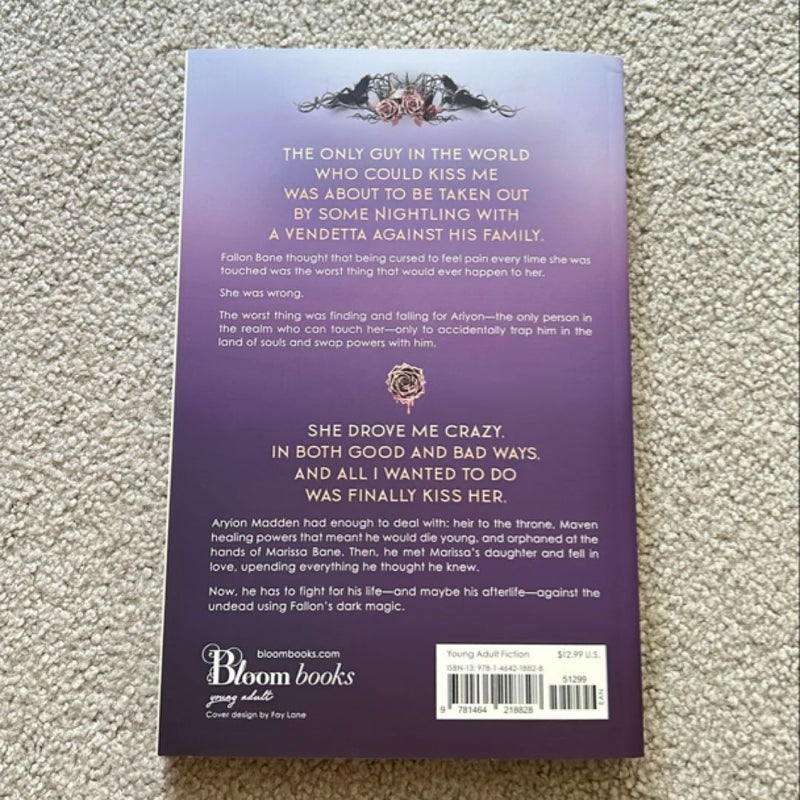 THE ONLY GUY IN THE WORLD
WHO COULD KISS ME
WAS ABOUT TO BE TAKEN OUT
BY SOME NIGHTLING WITH
A VENDETTA AGAINST HIS FAMILY.
Fallon Bane thought that being cursed to feel pain every time she was
touched was the worst thing that would ever happen to her.
She was wrong.
The worst thing was finding and falling for Ariyon—the only person in
the realm who can touch her—only to accidentally trap him in the
land of souls and swap powers with him.
SHE DROVE ME CRAZY,
IN BOTH GOOD AND BAD WAYS,
AND ALL I WANTED TO DO
WAS FINALLY KISS HER.
Aryion Madden had enough to deal with: heir to the throne, Maven
healing powers that meant he would die young, and orphaned at the
hands of Marissa Bane. Then, he met Marissa's daughter and fell in
love, upending everything he thought he knew.
Now, he has to fight for his life—and maybe his afterlife—against the
undead using Fallon's dark magic.
bloombooks.com
Bloom books
young adult
Cover design by Fay Lane
Young Adult Fiction $12.99 U.S.
ISBN-13: 978-1-4642-1882-8
51299
EAN
9 781464 218828